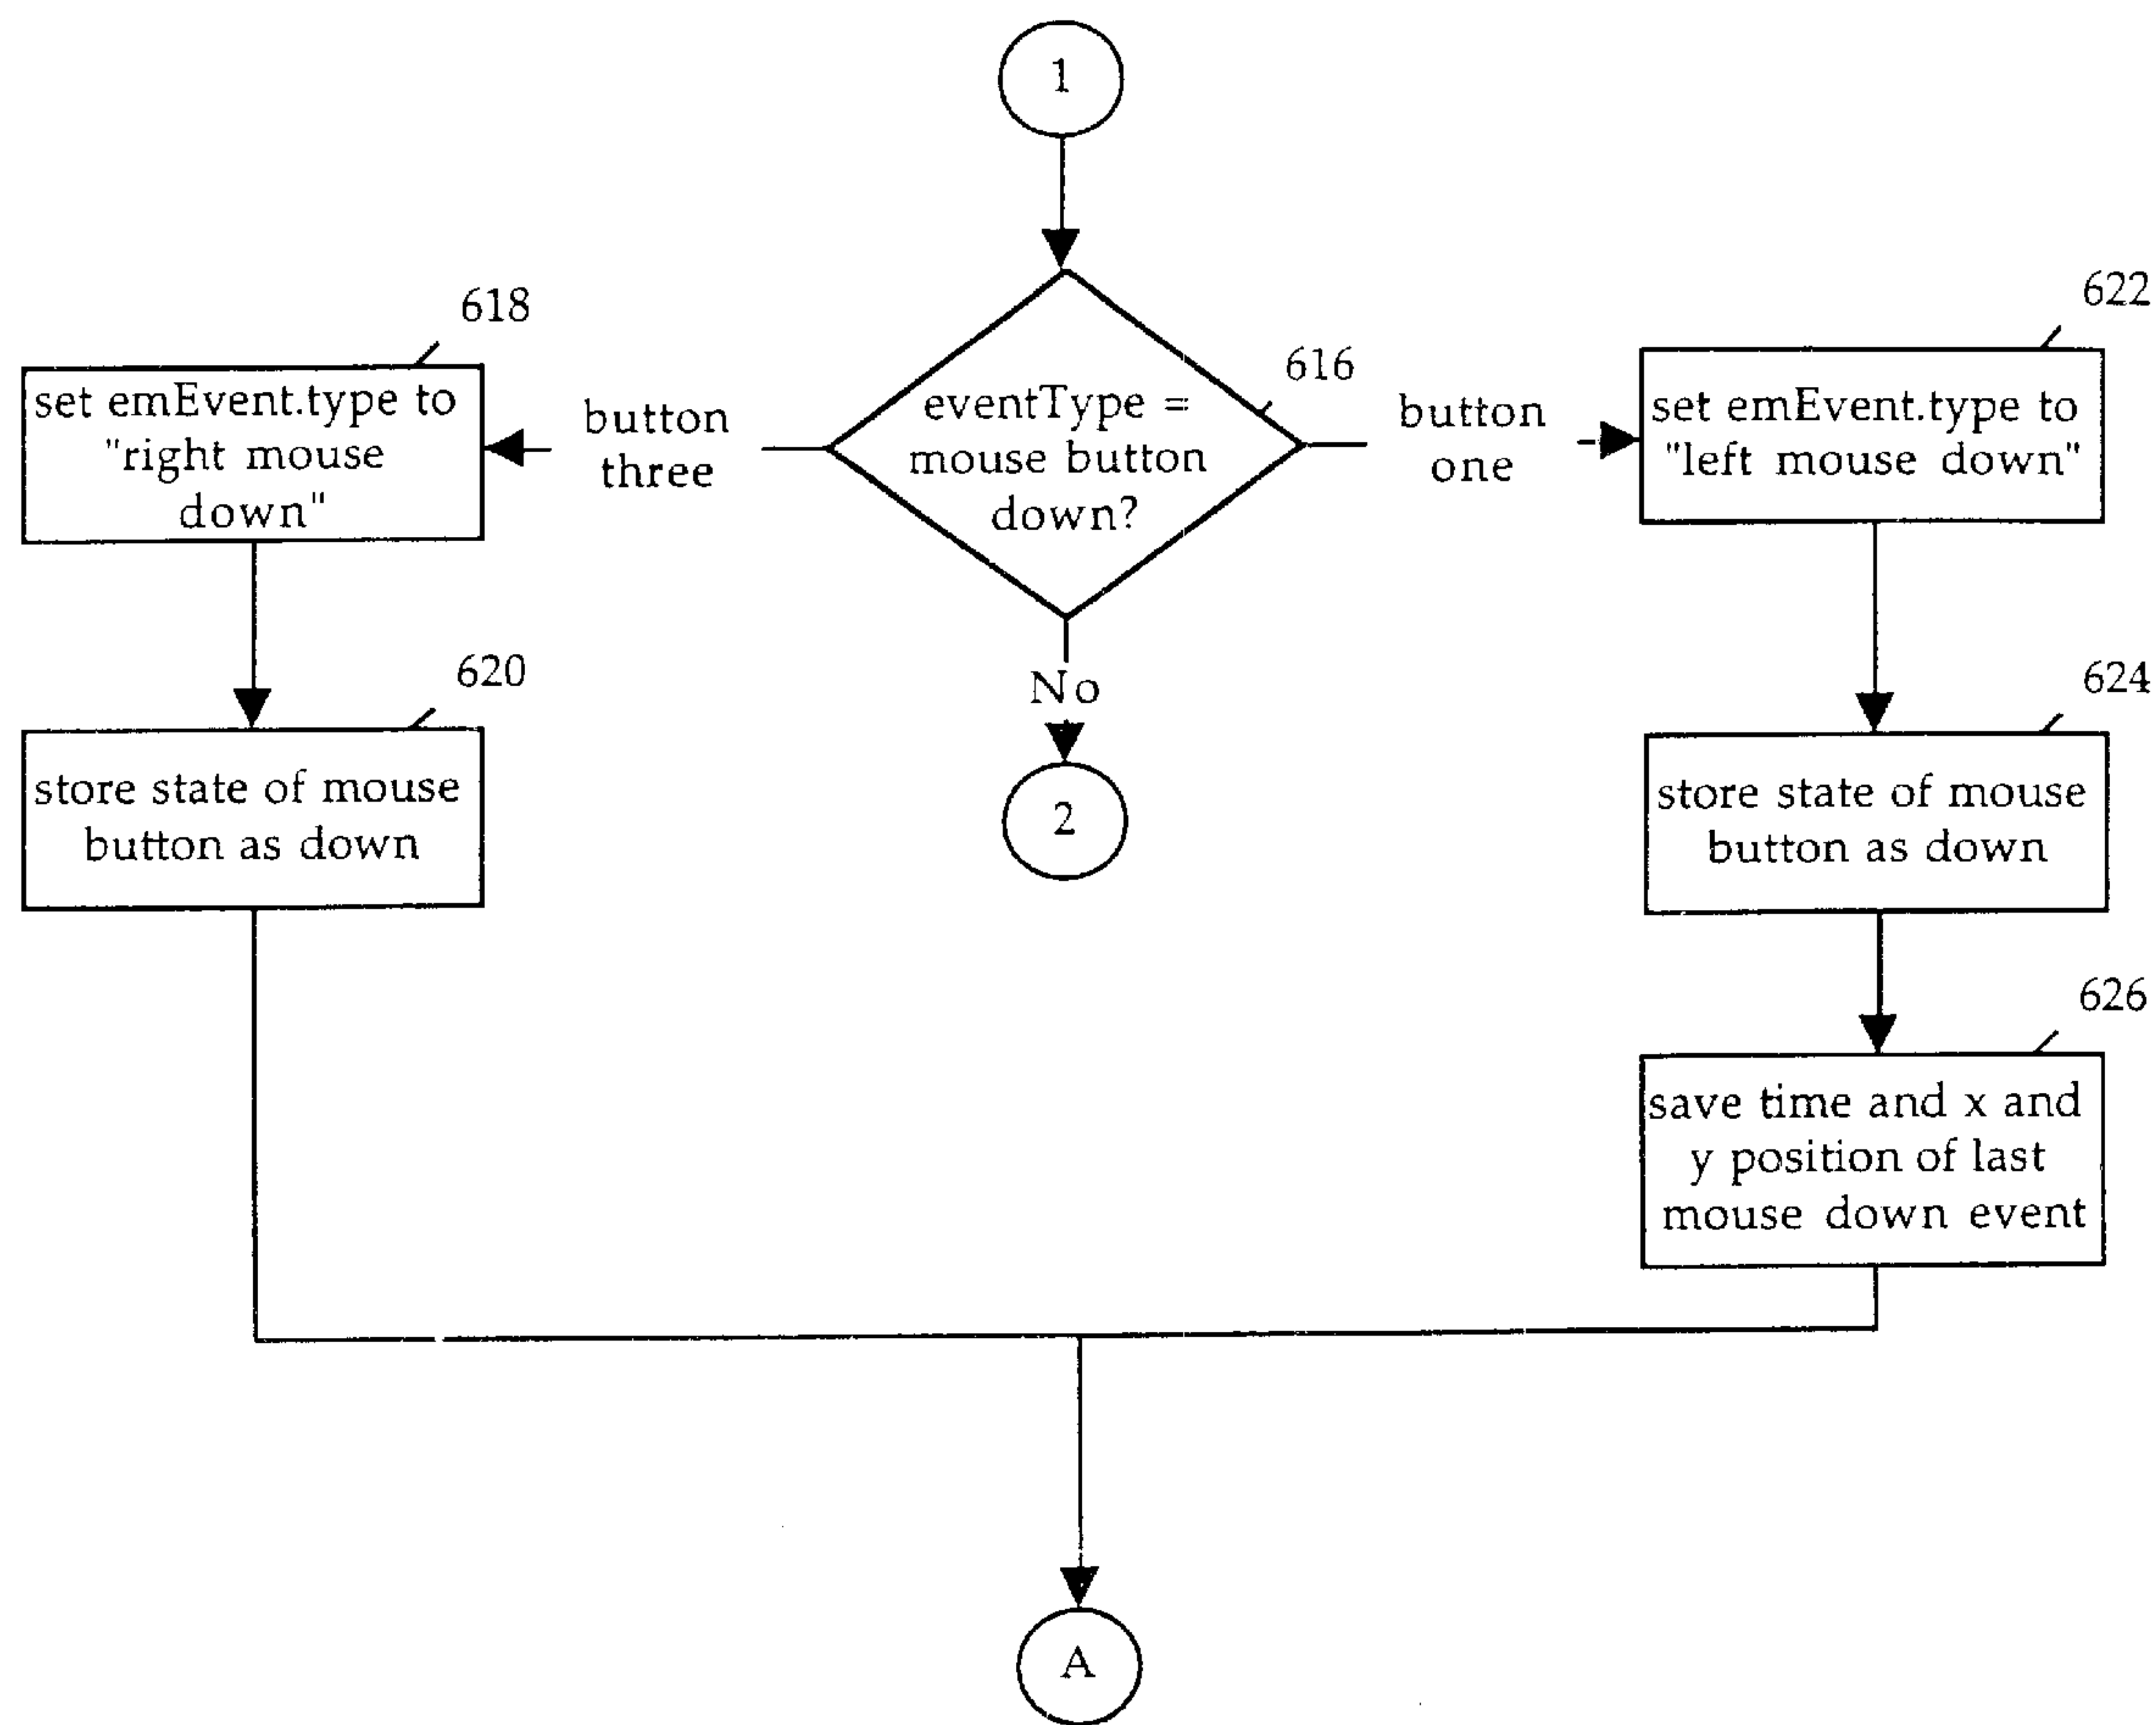 1
618
622
616
set emEvent.type to
"right mouse
down"
button
three
eventType =
mouse button
down?
button
one
set emEvent.type to
"left mouse down"
No
620
624
store state of mouse
button as down
2
store state of mouse
button as down
626
save time and x and
y position of last
mouse down event
A